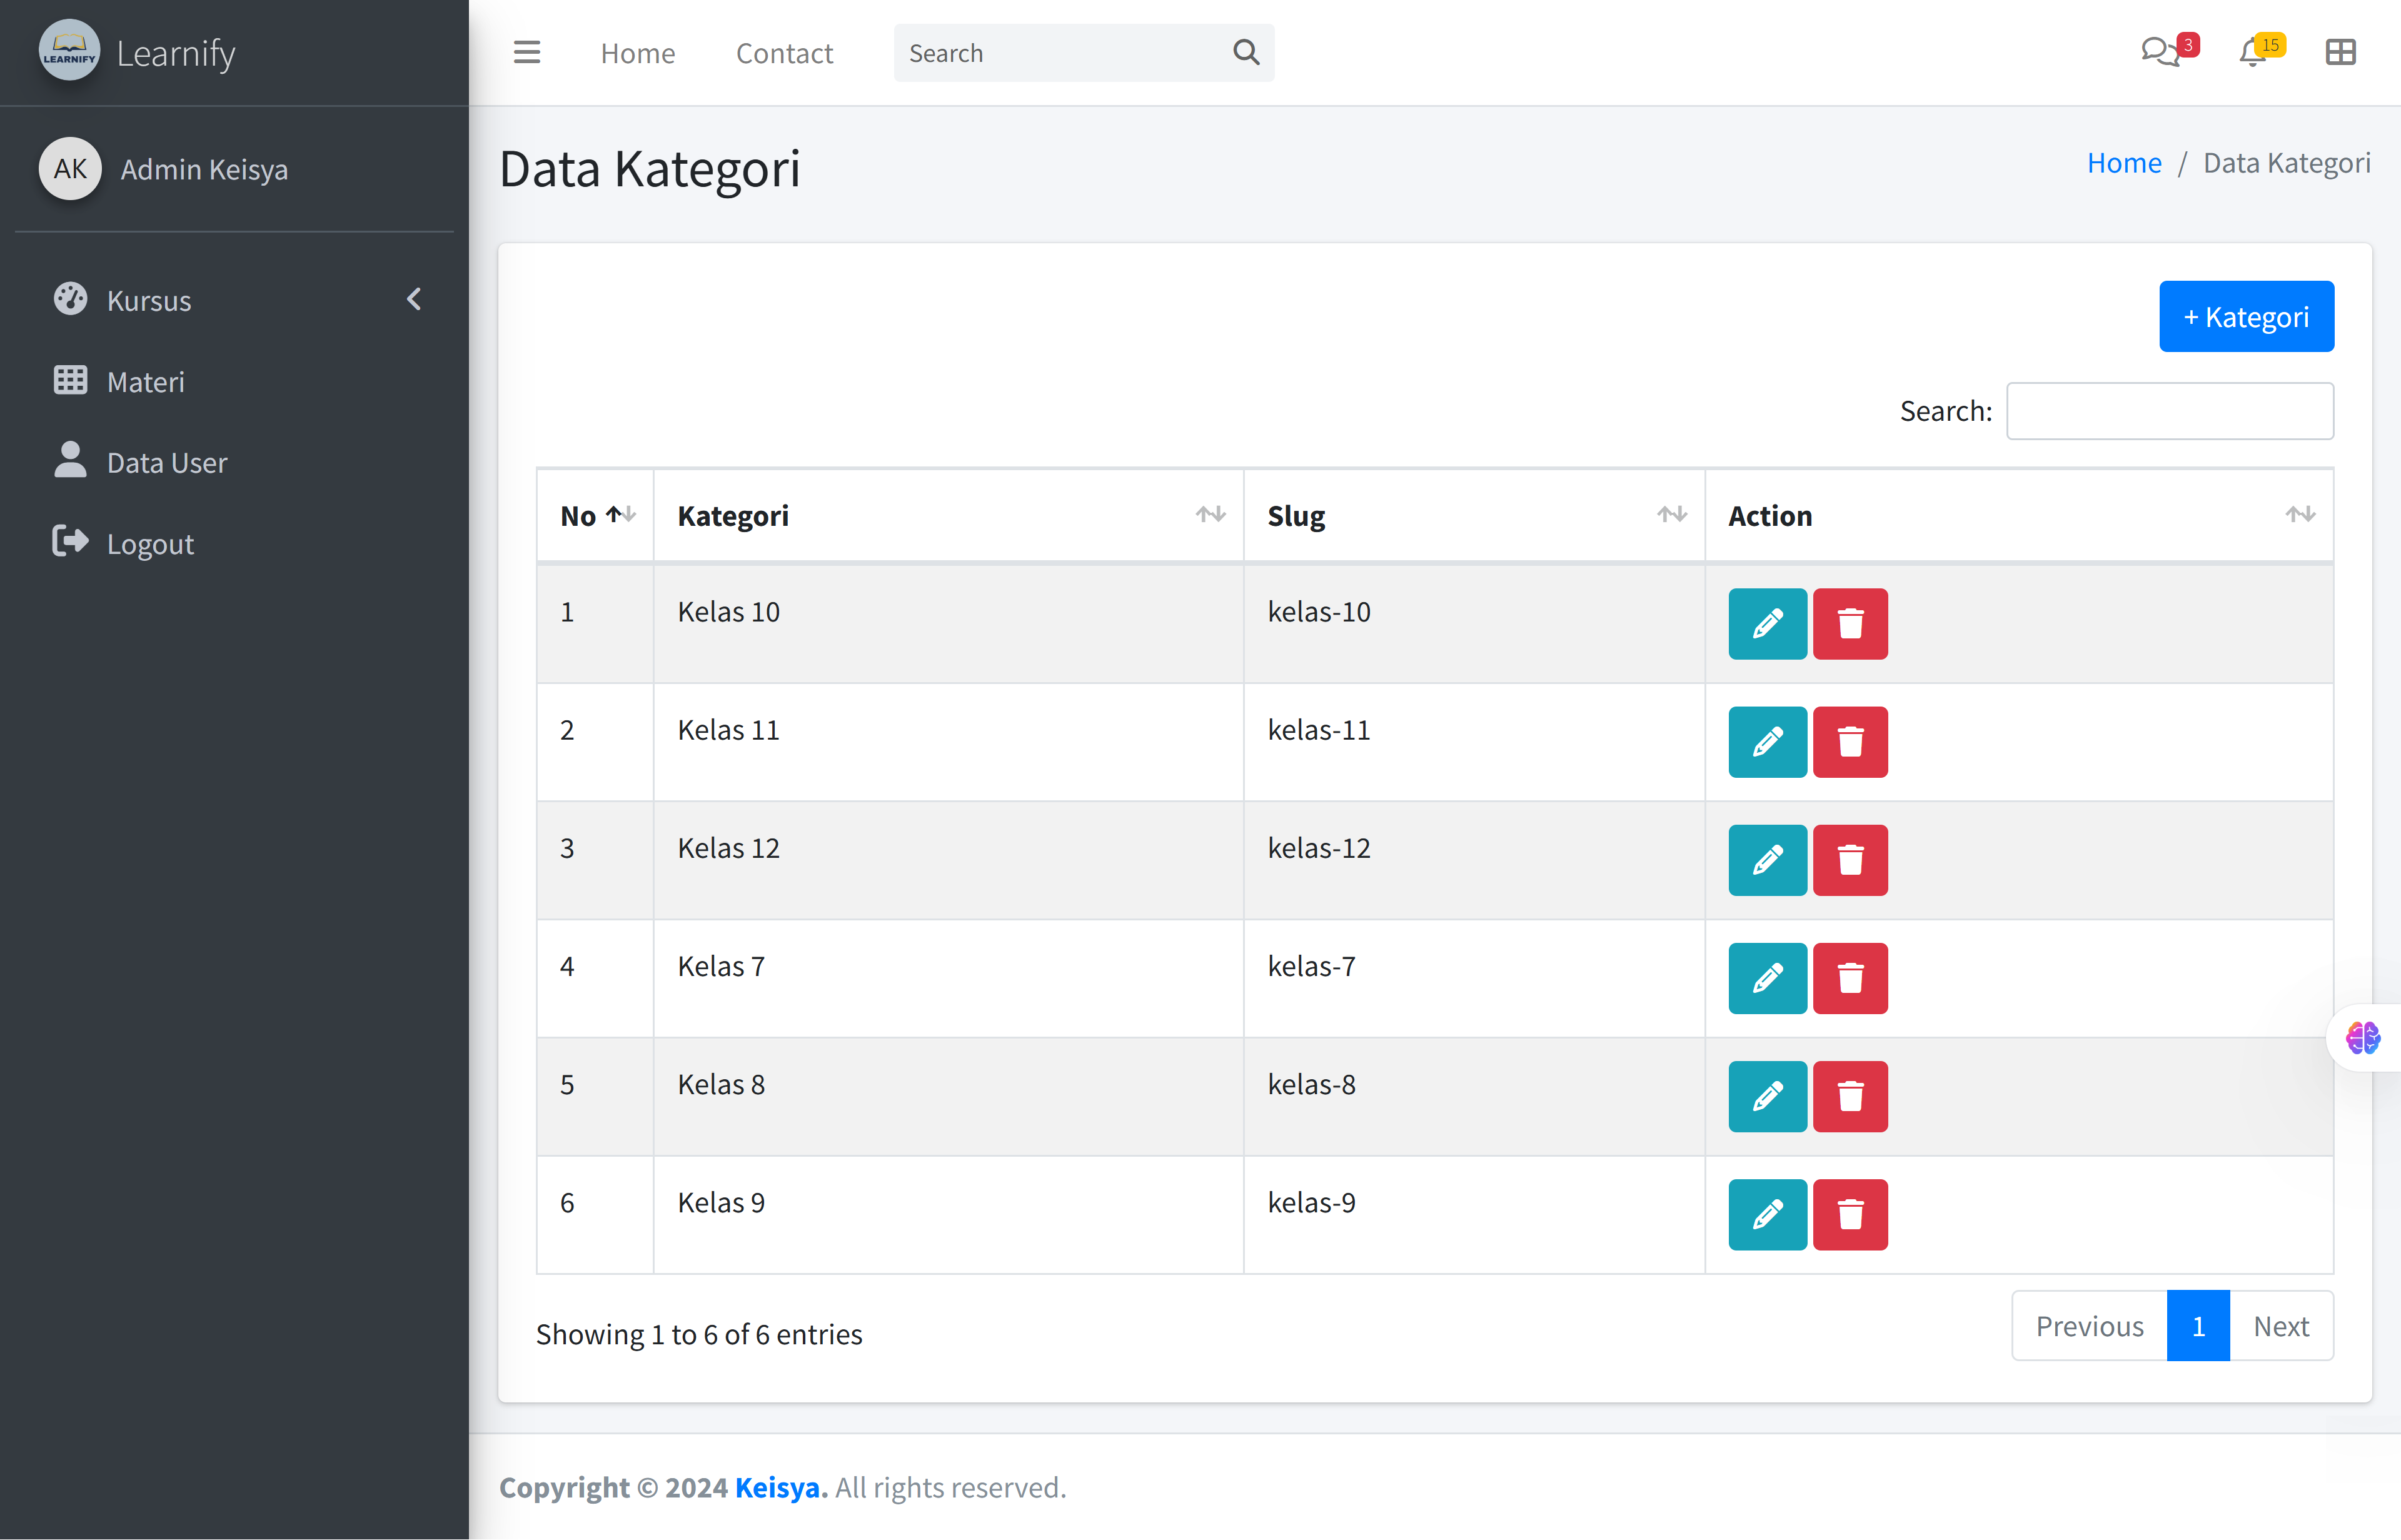 LEARNIFY
Learnify
Home
Contact
Search
3
15
AK
Admin Keisya
Kursus
Materi
Data User
Logout
Data Kategori
Home / Data Kategori
+ Kategori
Search:
No Kategori Slug Action
1 Kelas 10 kelas-10
2 Kelas 11 kelas-11
3 Kelas 12 kelas-12
4 Kelas 7 kelas-7
5 Kelas 8 kelas-8
6 Kelas 9 kelas-9
Showing 1 to 6 of 6 entries
Previous 1 Next
Copyright © 2024 Keisya. All rights reserved.